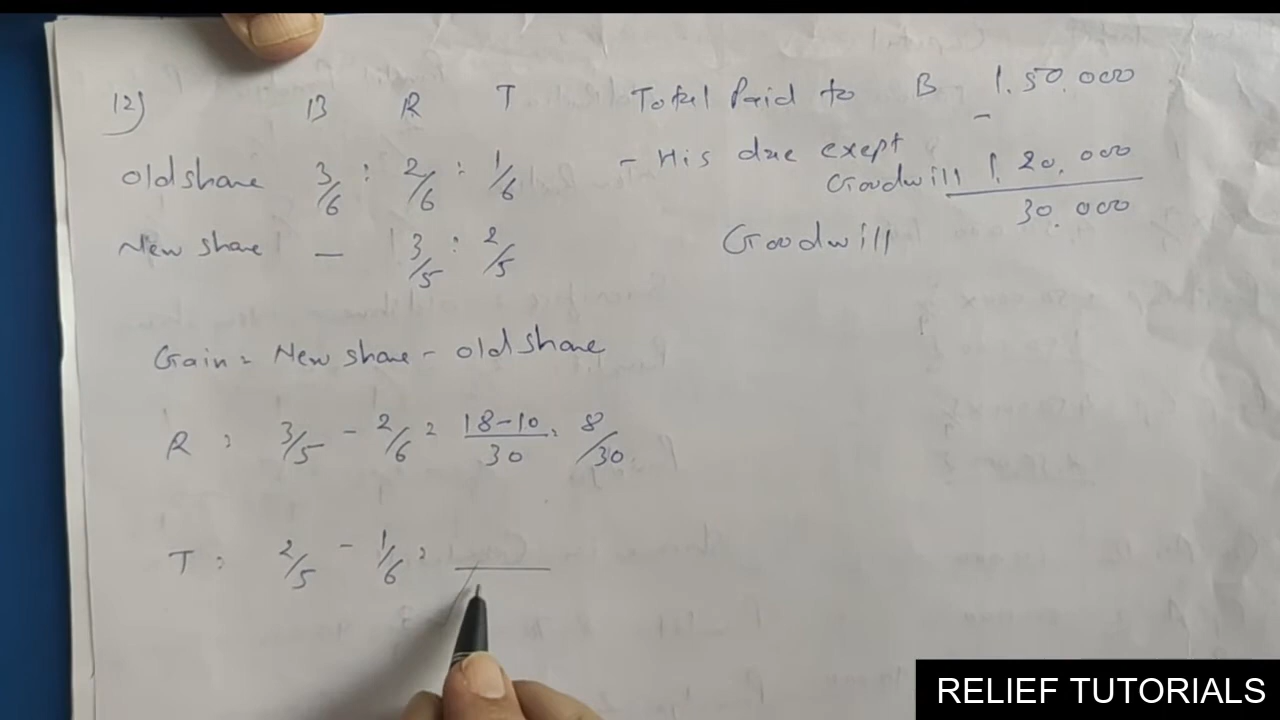 12) B R T
Old share 3/6 : 2/6 : 1/6
New share — 3/5 : 2/5
Total Paid to B 1,50,000
- His due exept
Goodwill 1,20,000
30,000
Goodwill
Gain = New share - old share
R = 3/5 - 2/6 = 18-10/30 = 8/30
T = 2/5 - 1/6 =
RELIEF TUTORIALS